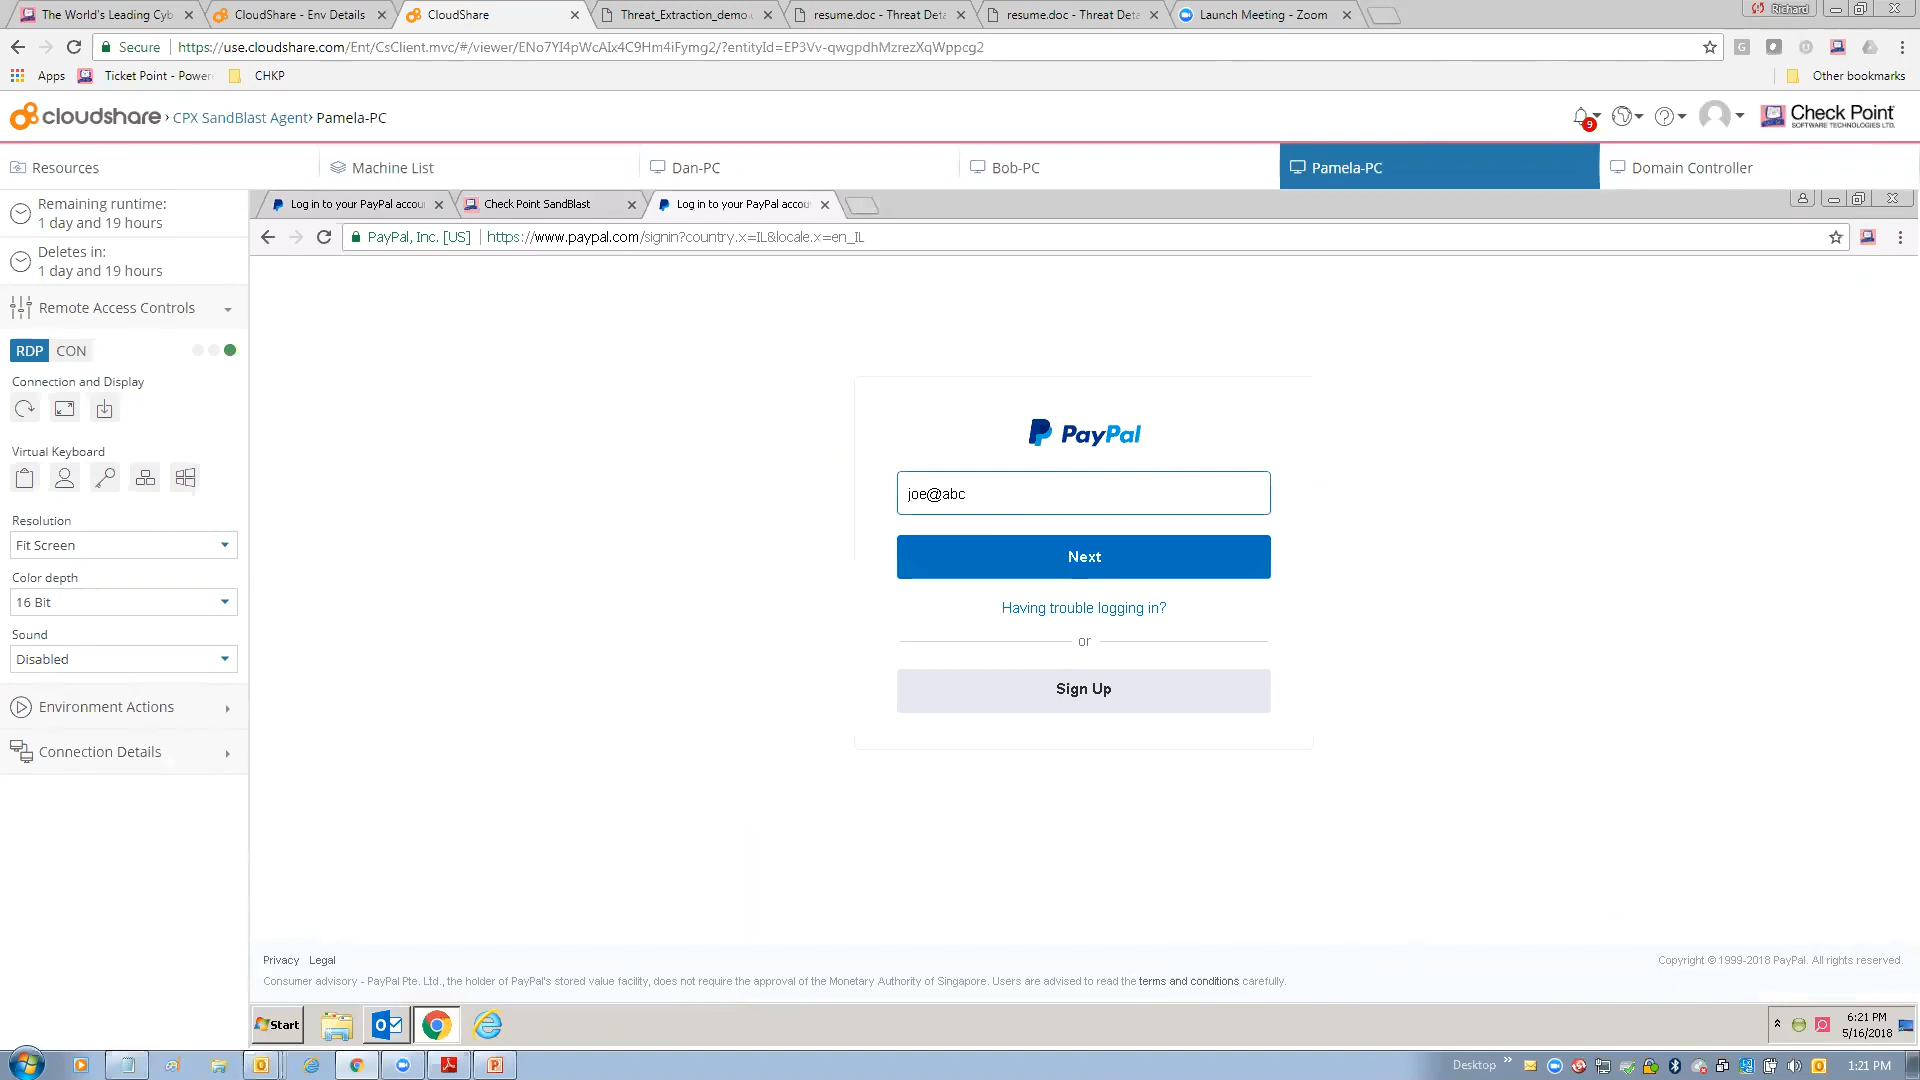 The World's Leading Cyb
CloudShare - Env Details
CloudShare
Threat_Extraction_demo.
resume.doc - Threat Deta
resume.doc - Threat Deta
Launch Meeting - Zoom
Richard
Secure
https://use.cloudshare.com/Ent/CsClient.mvc/#/viewer/ENo7YI4pWcAIx4C9Hm4iFymg2/?entityId=EP3Vv-qwgpdhMzrezXqWppcg2
Apps
Ticket Point - Power
CHKP
Other bookmarks
cloudshare
› CPX SandBlast Agent› Pamela-PC
9
Check Point
SOFTWARE TECHNOLOGIES LTD.
Resources
Machine List
Dan-PC
Bob-PC
Pamela-PC
Domain Controller
Remaining runtime:
1 day and 19 hours
Deletes in:
1 day and 19 hours
Remote Access Controls
RDP CON
Connection and Display
Virtual Keyboard
Resolution
Fit Screen
Color depth
16 Bit
Sound
Disabled
Environment Actions
Connection Details
Log in to your PayPal accou
Check Point SandBlast
Log in to your PayPal accou
PayPal, Inc. [US]
https://www.paypal.com/signin?country.x=IL&locale.x=en_IL
PayPal
joe@abc
Next
Having trouble logging in?
or
Sign Up
Privacy Legal
Copyright © 1999-2018 PayPal. All rights reserved.
Consumer advisory - PayPal Pte. Ltd., the holder of PayPal's stored value facility, does not require the approval of the Monetary Authority of Singapore. Users are advised to read the terms and conditions carefully.
Start
6:21 PM
5/16/2018
Desktop
1:21 PM